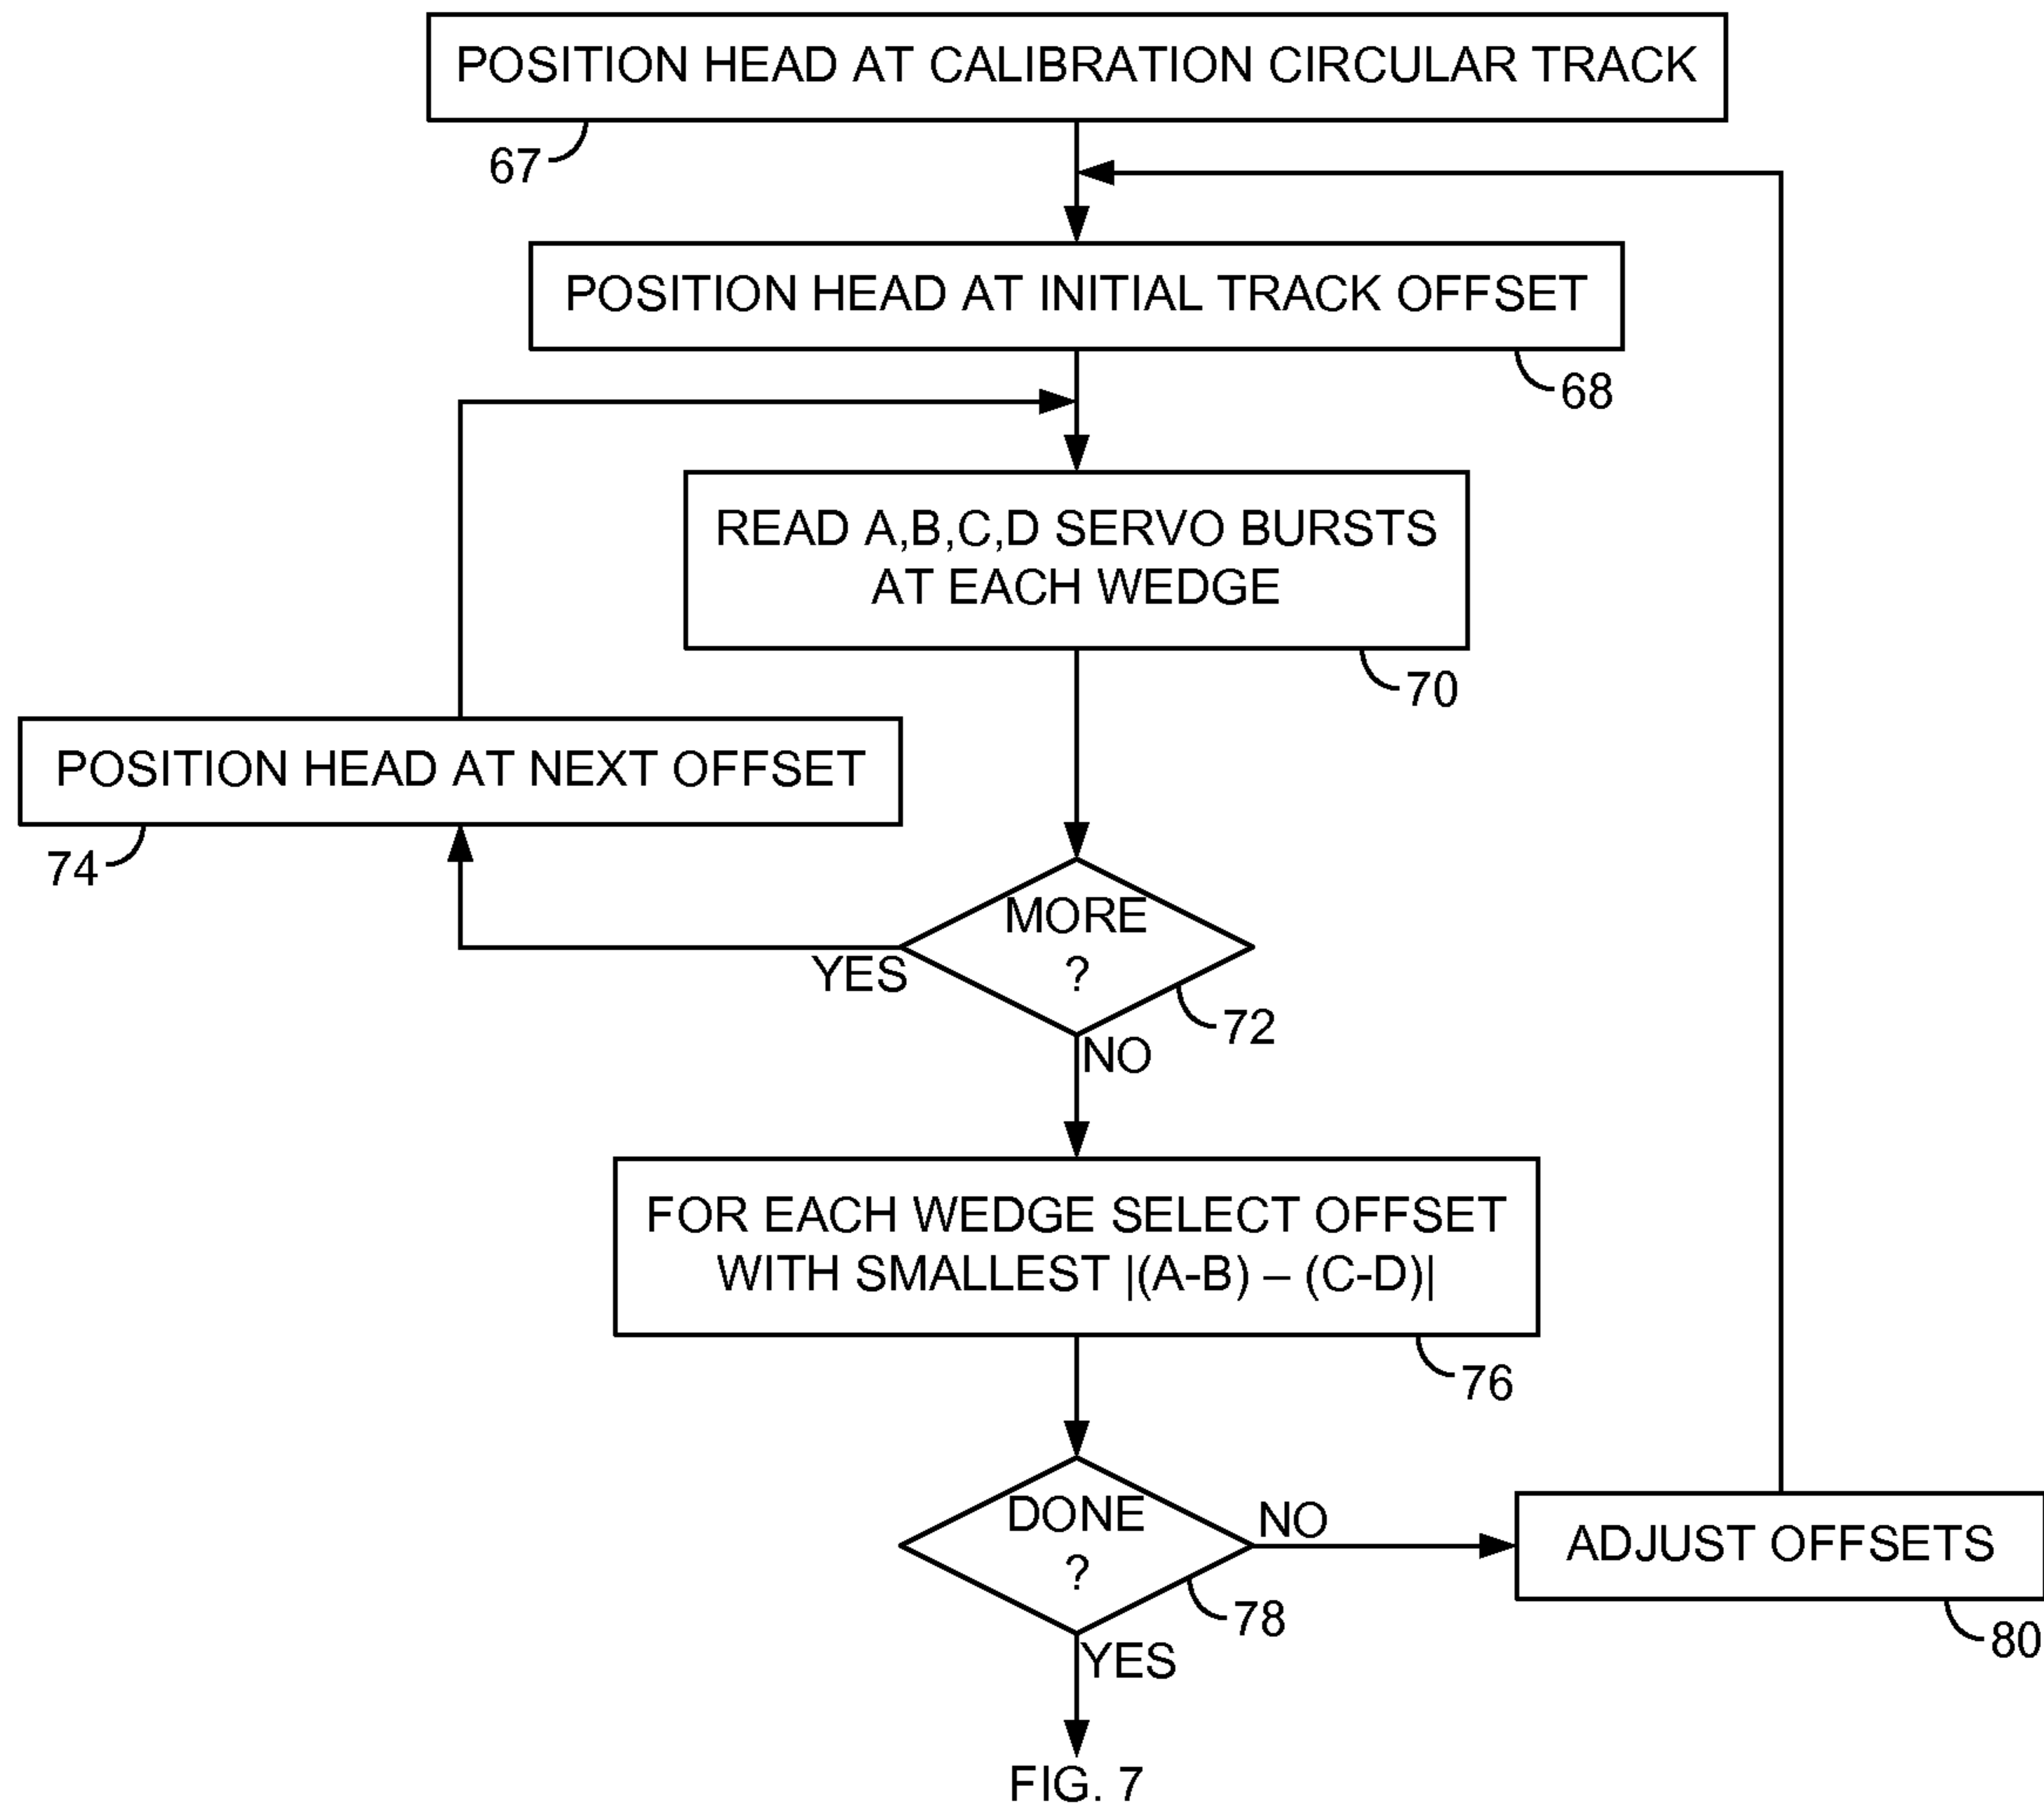 POSITION HEAD AT CALIBRATION CIRCULAR TRACK
67
POSITION HEAD AT INITIAL TRACK OFFSET
68
READ A,B,C,D SERVO BURSTS
AT EACH WEDGE
70
POSITION HEAD AT NEXT OFFSET
74
MORE
?
YES
72
NO
FOR EACH WEDGE SELECT OFFSET
WITH SMALLEST |(A-B) – (C-D)|
76
DONE
?
NO
ADJUST OFFSETS
78
80
YES
FIG. 7